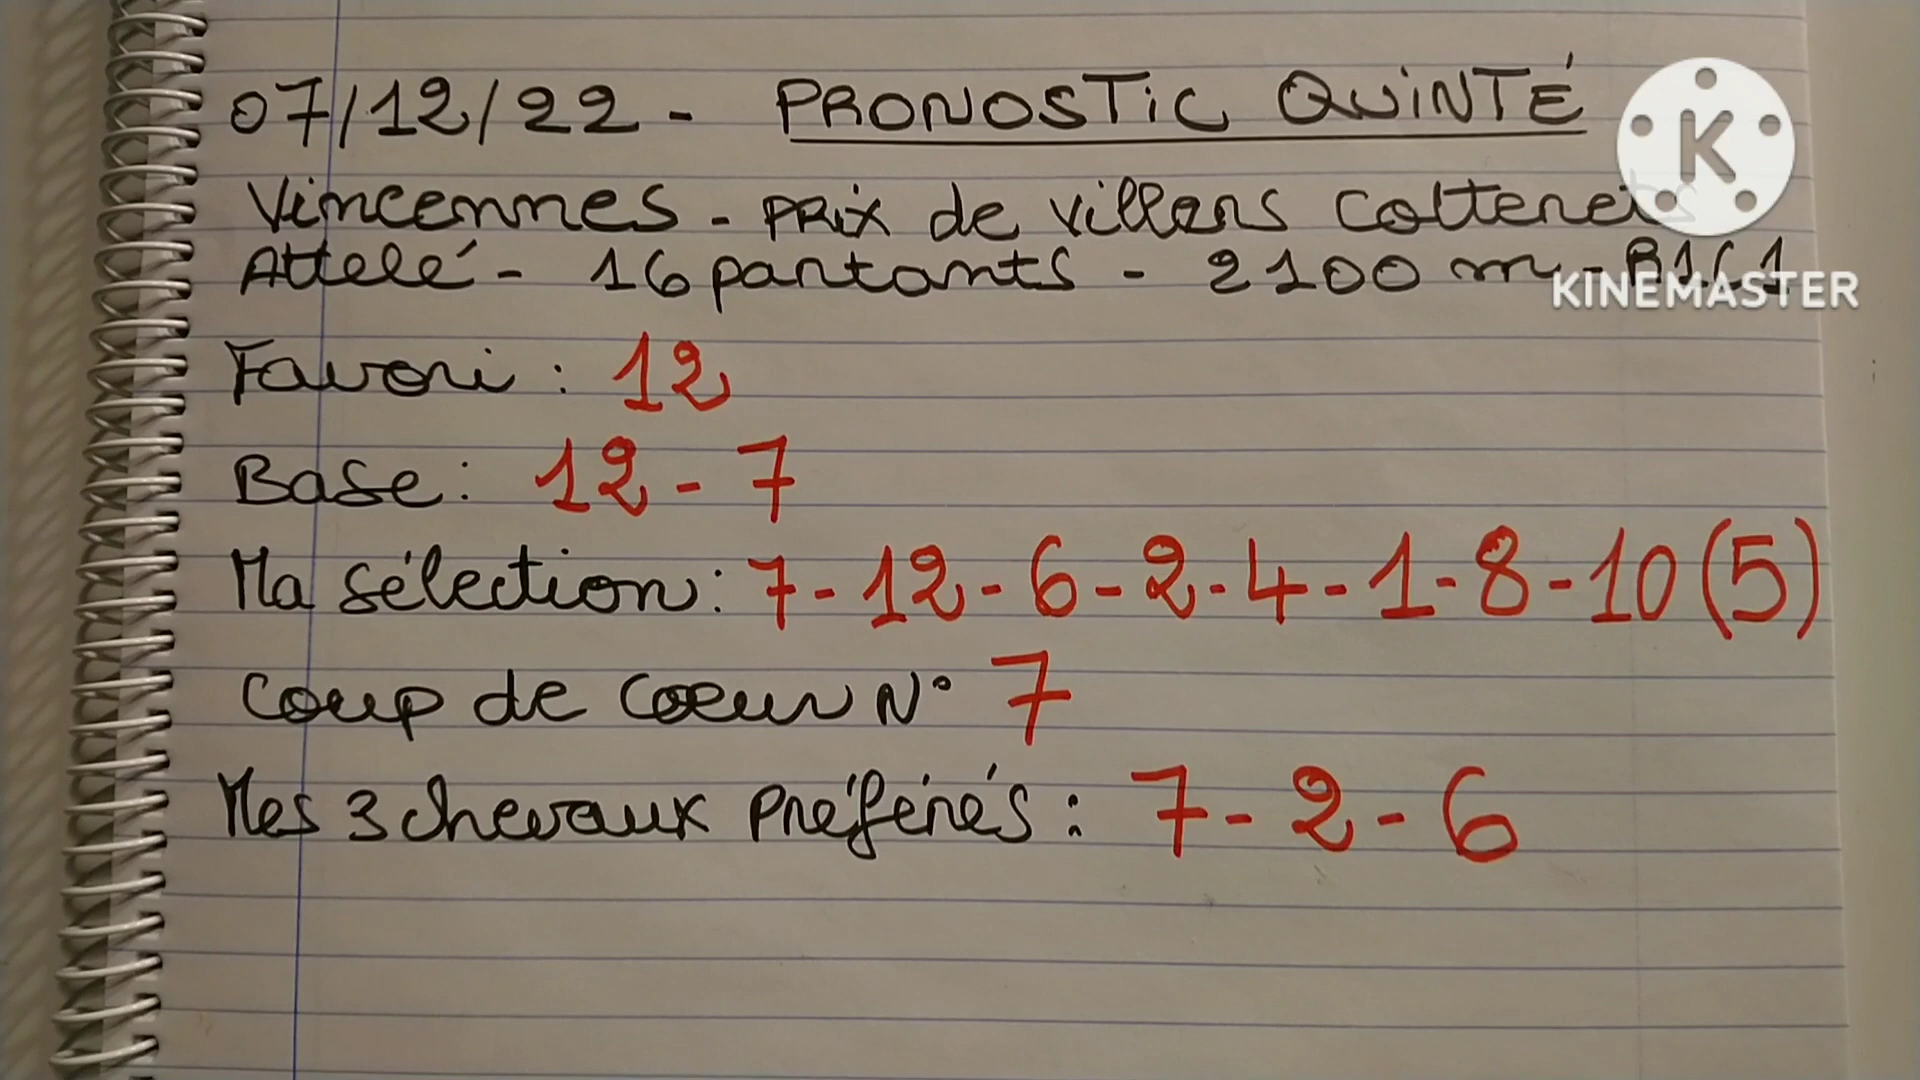 07/12/22 - PRONOSTiC QUiNTÉ
Vincennes - PRix de villers cotterets
Attelé - 16 partants - 2100 m - R1C1
KINEMASTER
Favori : 12
Base : 12 - 7
Ma sélection : 7 - 12 - 6 - 2 - 4 - 1 - 8 - 10 (5)
Coup de coeur N° 7
Mes 3 chevaux préférés : 7 - 2 - 6